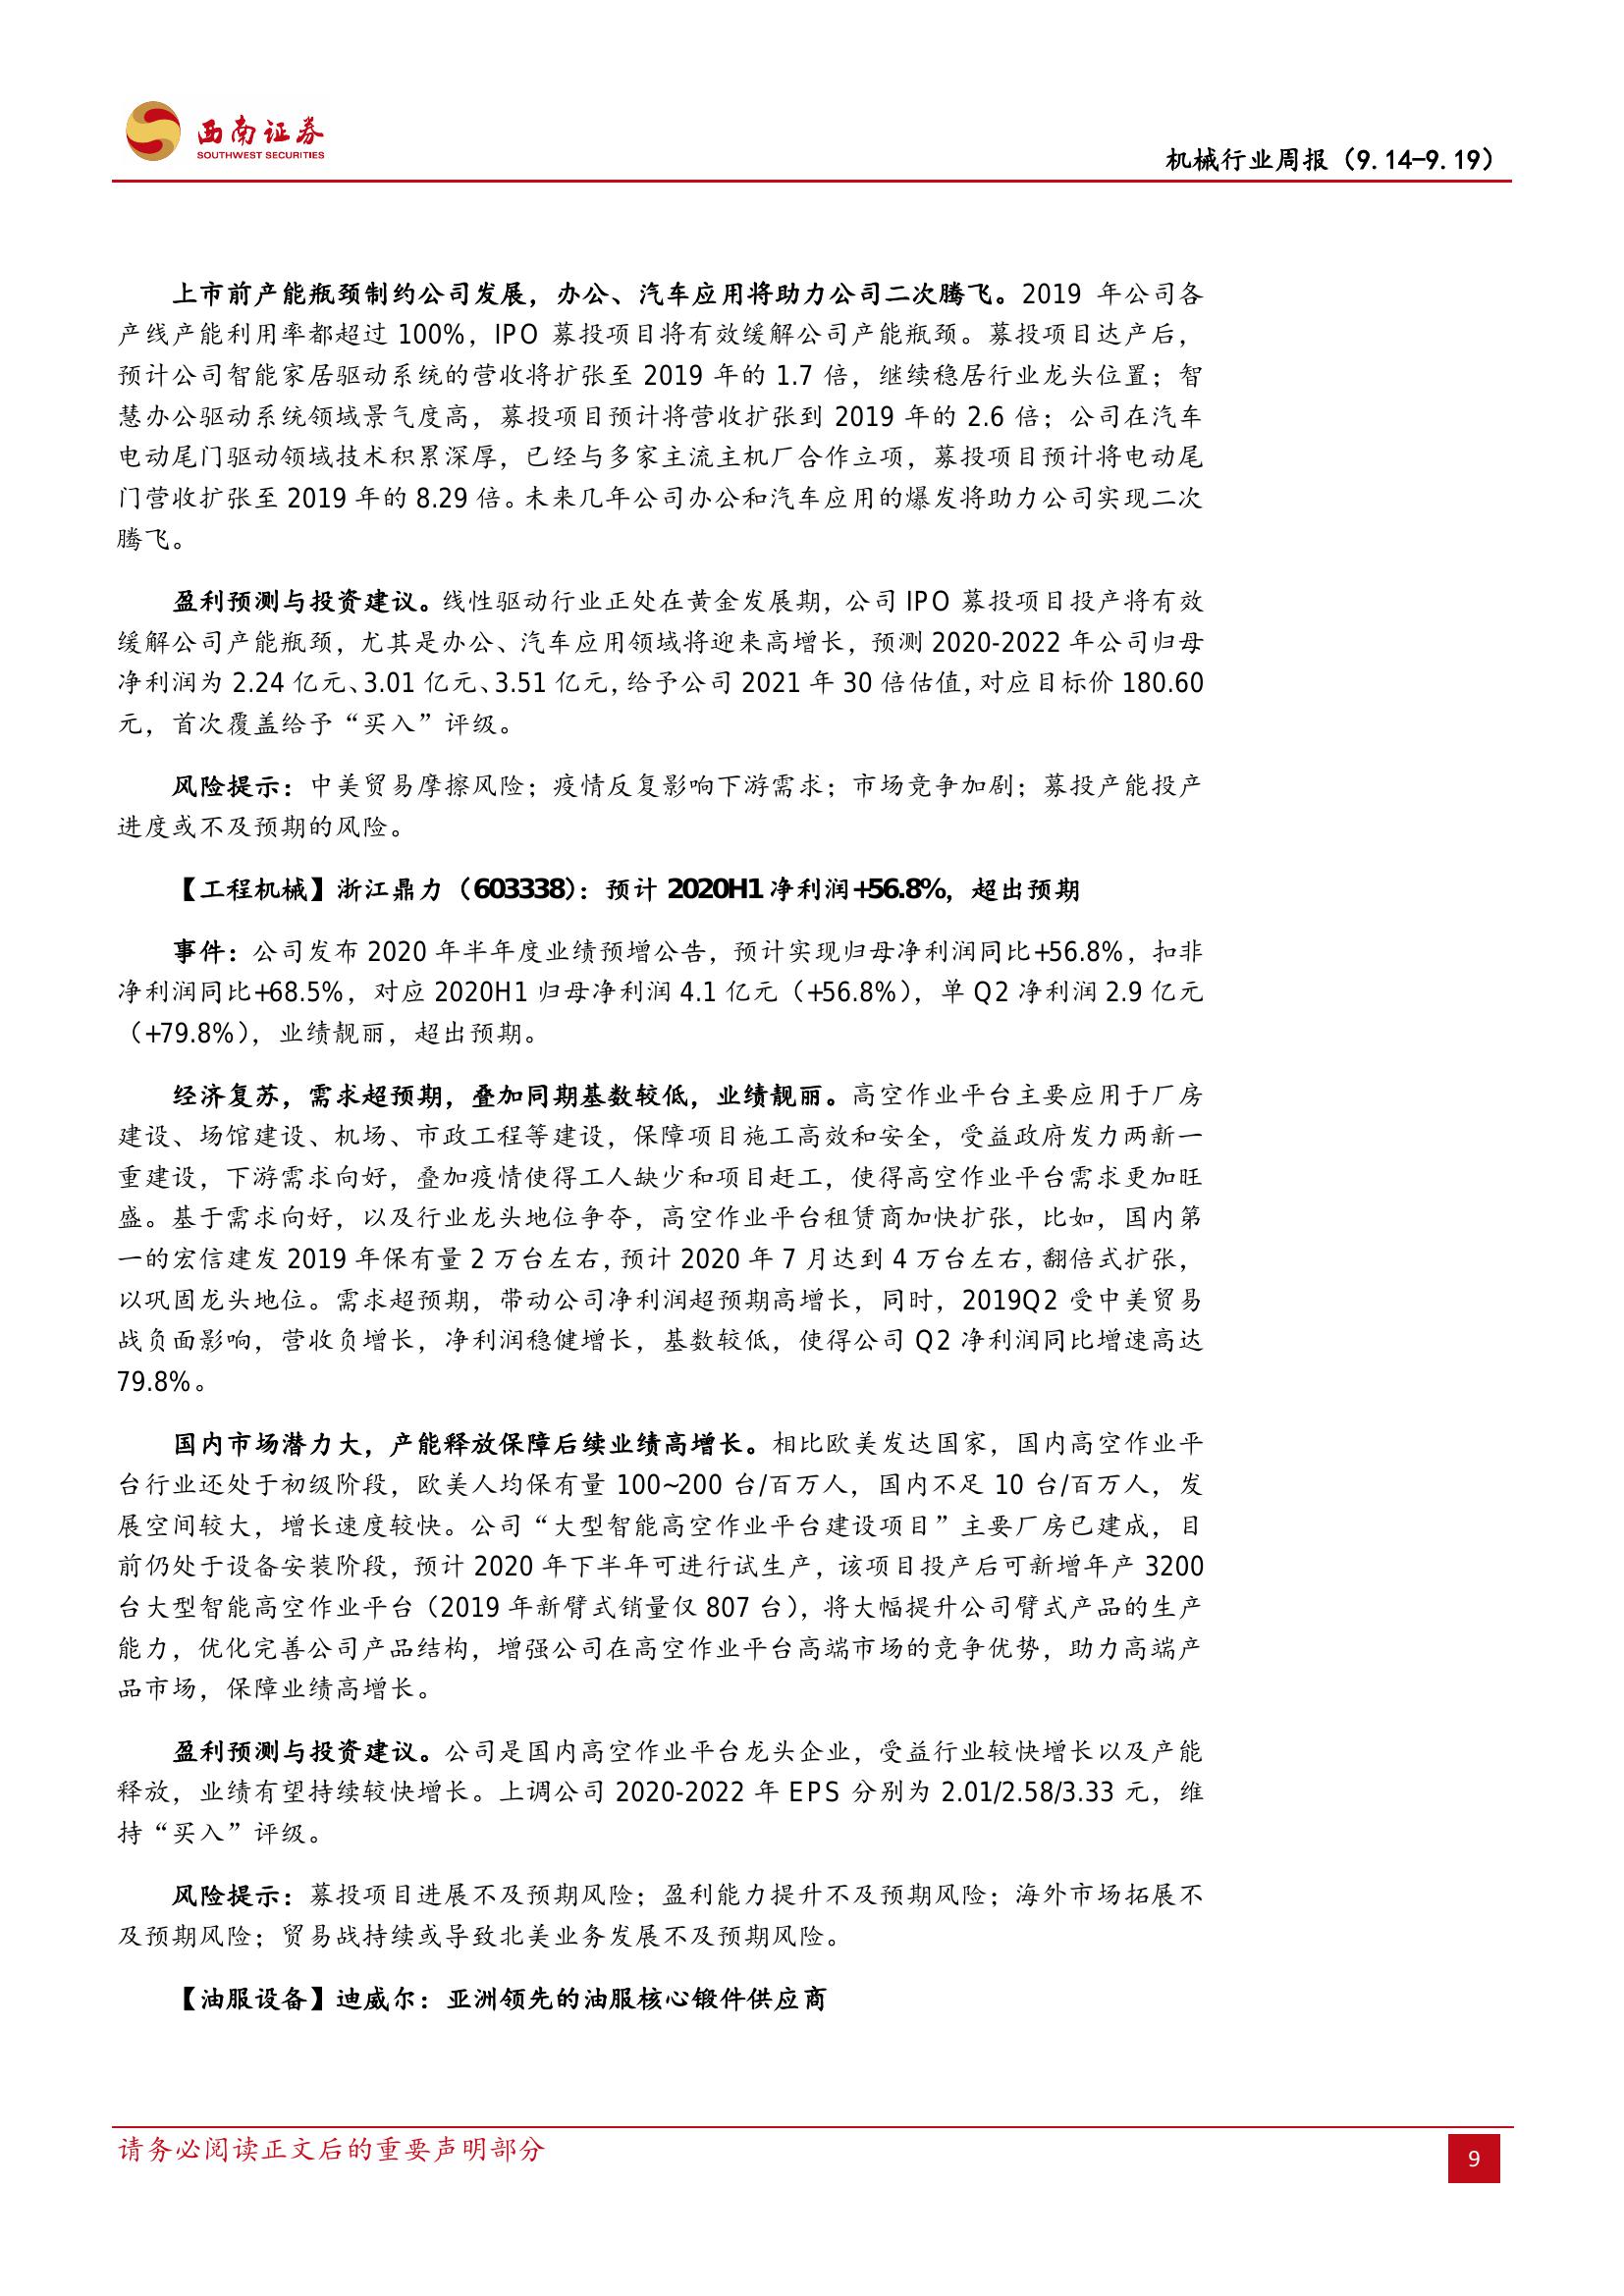 西南证券
SOUTHWEST SECURITIES
机械行业周报（9.14-9.19）
上市前产能瓶颈制约公司发展，办公、汽车应用将助力公司二次腾飞。2019 年公司各
产线产能利用率都超过 100%，IPO 募投项目将有效缓解公司产能瓶颈。募投项目达产后，
预计公司智能家居驱动系统的营收将扩张至 2019 年的 1.7 倍，继续稳居行业龙头位置；智
慧办公驱动系统领域景气度高，募投项目预计将营收扩张到 2019 年的 2.6 倍；公司在汽车
电动尾门驱动领域技术积累深厚，已经与多家主流主机厂合作立项，募投项目预计将电动尾
门营收扩张至 2019 年的 8.29 倍。未来几年公司办公和汽车应用的爆发将助力公司实现二次
腾飞。
盈利预测与投资建议。线性驱动行业正处在黄金发展期，公司 IPO 募投项目投产将有效
缓解公司产能瓶颈，尤其是办公、汽车应用领域将迎来高增长，预测 2020-2022 年公司归母
净利润为 2.24 亿元、3.01 亿元、3.51 亿元，给予公司 2021 年 30 倍估值，对应目标价 180.60
元，首次覆盖给予“买入”评级。
风险提示：中美贸易摩擦风险；疫情反复影响下游需求；市场竞争加剧；募投产能投产
进度或不及预期的风险。
【工程机械】浙江鼎力（603338）：预计 2020H1 净利润+56.8%，超出预期
事件：公司发布 2020 年半年度业绩预增公告，预计实现归母净利润同比+56.8%，扣非
净利润同比+68.5%，对应 2020H1 归母净利润 4.1 亿元（+56.8%），单 Q2 净利润 2.9 亿元
（+79.8%），业绩靓丽，超出预期。
经济复苏，需求超预期，叠加同期基数较低，业绩靓丽。高空作业平台主要应用于厂房
建设、场馆建设、机场、市政工程等建设，保障项目施工高效和安全，受益政府发力两新一
重建设，下游需求向好，叠加疫情使得工人缺少和项目赶工，使得高空作业平台需求更加旺
盛。基于需求向好，以及行业龙头地位争夺，高空作业平台租赁商加快扩张，比如，国内第
一的宏信建发 2019 年保有量 2 万台左右，预计 2020 年 7 月达到 4 万台左右，翻倍式扩张，
以巩固龙头地位。需求超预期，带动公司净利润超预期高增长，同时，2019Q2 受中美贸易
战负面影响，营收负增长，净利润稳健增长，基数较低，使得公司 Q2 净利润同比增速高达
79.8%。
国内市场潜力大，产能释放保障后续业绩高增长。相比欧美发达国家，国内高空作业平
台行业还处于初级阶段，欧美人均保有量 100~200 台/百万人，国内不足 10 台/百万人，发
展空间较大，增长速度较快。公司“大型智能高空作业平台建设项目”主要厂房已建成，目
前仍处于设备安装阶段，预计 2020 年下半年可进行试生产，该项目投产后可新增年产 3200
台大型智能高空作业平台（2019 年新臂式销量仅 807 台），将大幅提升公司臂式产品的生产
能力，优化完善公司产品结构，增强公司在高空作业平台高端市场的竞争优势，助力高端产
品市场，保障业绩高增长。
盈利预测与投资建议。公司是国内高空作业平台龙头企业，受益行业较快增长以及产能
释放，业绩有望持续较快增长。上调公司 2020-2022 年 EPS 分别为 2.01/2.58/3.33 元，维
持“买入”评级。
风险提示：募投项目进展不及预期风险；盈利能力提升不及预期风险；海外市场拓展不
及预期风险；贸易战持续或导致北美业务发展不及预期风险。
【油服设备】迪威尔：亚洲领先的油服核心锻件供应商
请务必阅读正文后的重要声明部分
9